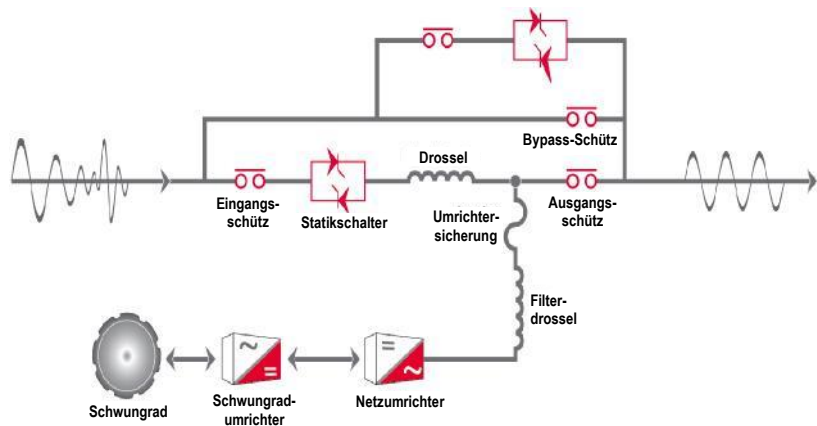 Bypass-Schütz
Drossel
Eingangs-
schütz
Statikschalter
Umrichter-
sicherung
Ausgangs-
schütz
Filter-
drossel
Schwungrad
Schwungrad-
umrichter
Netzumrichter